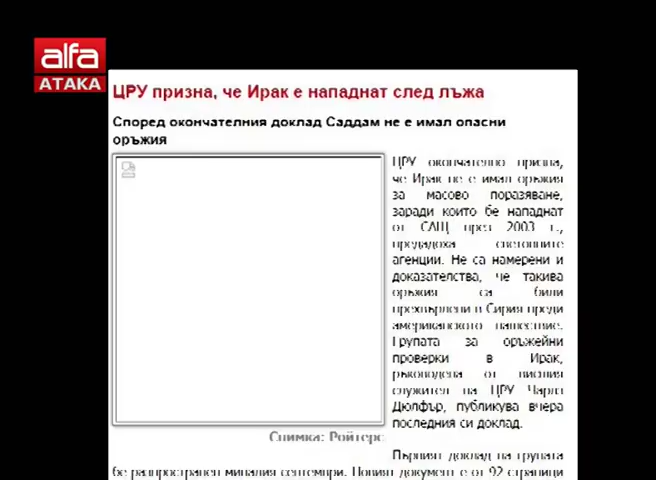 alfa
АТАКА
ЦРУ призна, че Ирак е нападнат след лъжа
Според окончателния доклад Саддам не е имал опасни
оръжия
ЦРУ окончателно призна,
че Ирак не е имал оръжия
за масово поразяване,
заради които бе нападнат
от САЩ през 2003 г.,
предадоха световните
агенции. Не са намерени и
доказателства, че такива
оръжия са били
прехвърлени в Сирия преди
американското нашествие.
Групата за оръжейни
проверки в Ирак,
ръководена от висшия
служител на ЦРУ Чарлз
Дюлфър, публикува вчера
последния си доклад.
Снимка: Ройтерс
Първият доклад на групата
бе разпространен миналия септември. Новият документ е от 92 страници